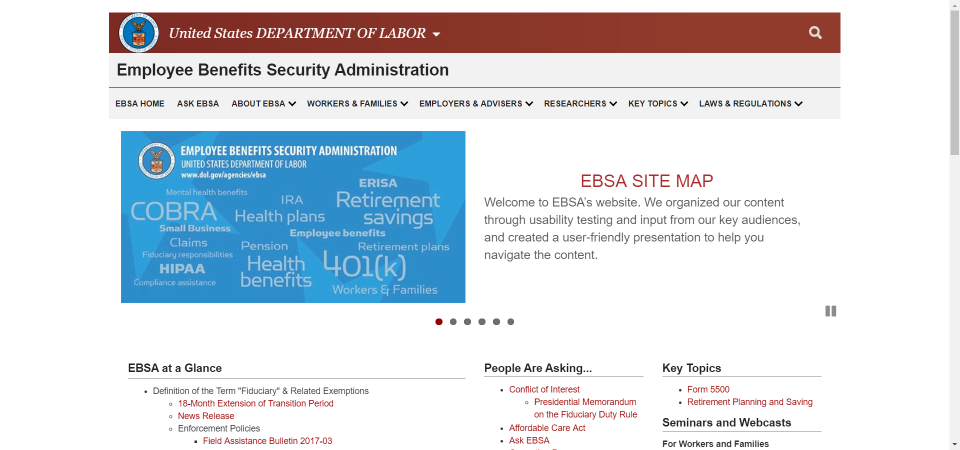 United States DEPARTMENT OF LABOR
Employee Benefits Security Administration
EBSA HOME ASK EBSA ABOUT EBSA WORKERS & FAMILIES EMPLOYERS & ADVISERS RESEARCHERS KEY TOPICS LAWS & REGULATIONS
EMPLOYEE BENEFITS SECURITY ADMINISTRATION
UNITED STATES DEPARTMENT OF LABOR
www.dol.gov/agencies/ebsa
Mental health benefits
COBRA
Small Business
Claims
Fiduciary responsibilities
HIPAA
Compliance assistance
IRA
Health plans
Employee benefits
Pension
Health benefits
ERISA
Retirement savings
Retirement plans
401(k)
Workers & Families
EBSA SITE MAP
Welcome to EBSA's website. We organized our content
through usability testing and input from our key audiences,
and created a user-friendly presentation to help you
navigate the content.
EBSA at a Glance
Definition of the Term "Fiduciary" & Related Exemptions
18-Month Extension of Transition Period
News Release
Enforcement Policies
Field Assistance Bulletin 2017-03
People Are Asking...
Conflict of Interest
Presidential Memorandum
on the Fiduciary Duty Rule
Affordable Care Act
Ask EBSA
Key Topics
Form 5500
Retirement Planning and Saving
Seminars and Webcasts
For Workers and Families